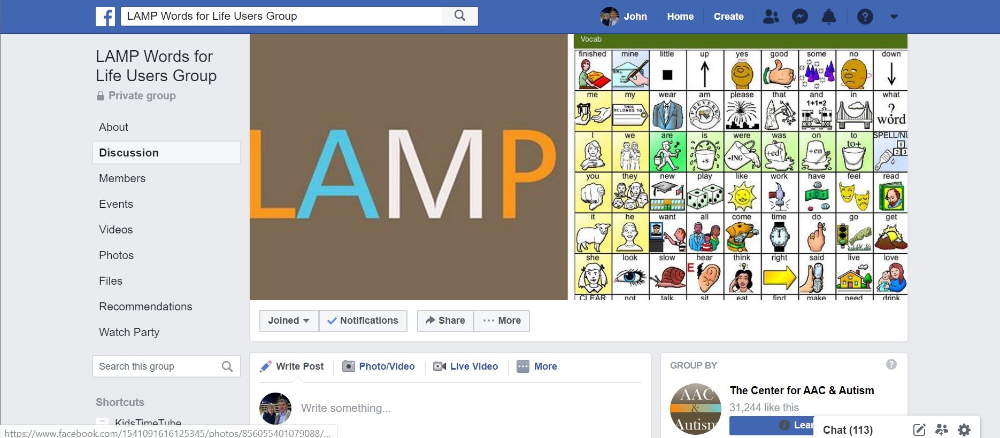 LAMP Words for Life Users Group
John
Home
Create
LAMP Words for
Life Users Group
Private group
About
Discussion
Members
Events
Videos
Photos
Files
Recommendations
Watch Party
Search this group
Shortcuts
KidsTimeTube
https://www.facebook.com/1541091616125345/photos/856055401079088/...
LAMP
Vocab
finished mine little up yes good some no down
me my wear am please that and in what
THIS
BELONGS TO:
PREVERB
1+1=2
?
word
I we are is were was on to SPELL/NU
+s +ING +ed +en to+ 1 2 3
you they new play like work have feel read
it he want all come time do go get
she look slow hear think right said live love
E ?
CLEAR not talk sit eat find make need drink
Joined
Notifications
Share
More
Write Post
Photo/Video
Live Video
More
Write something...
GROUP BY
?
AAC
&
Autism
The Center for AAC & Autism
31,244 like this
Lear
Chat (113)